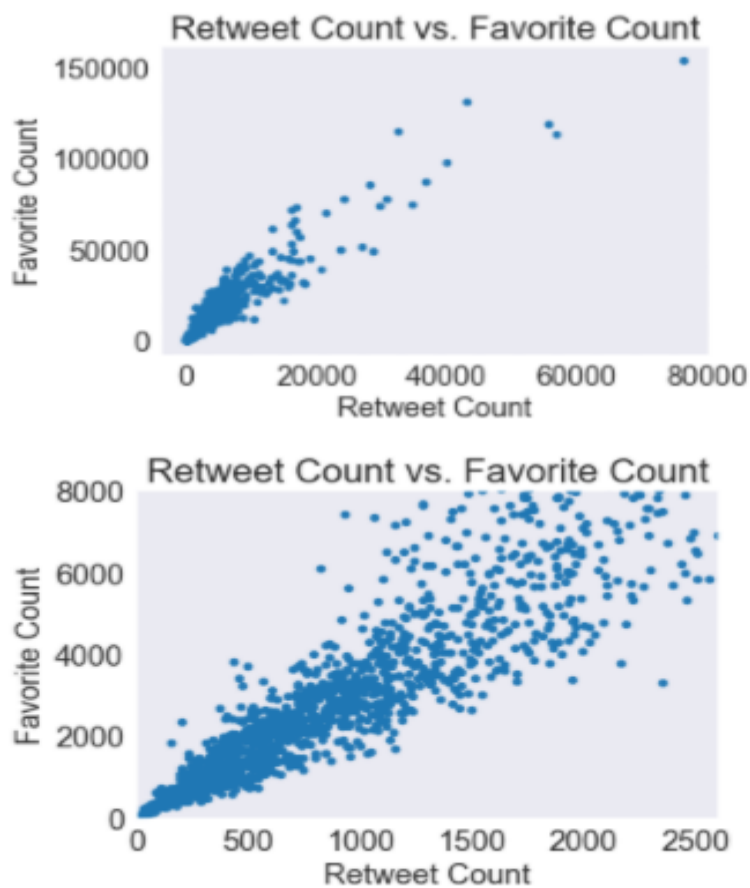 Retweet Count vs. Favorite Count
150000
100000
50000
0
Favorite Count
0 20000 40000 60000 80000
Retweet Count
Retweet Count vs. Favorite Count
8000
6000
4000
2000
0
Favorite Count
0 500 1000 1500 2000 2500
Retweet Count